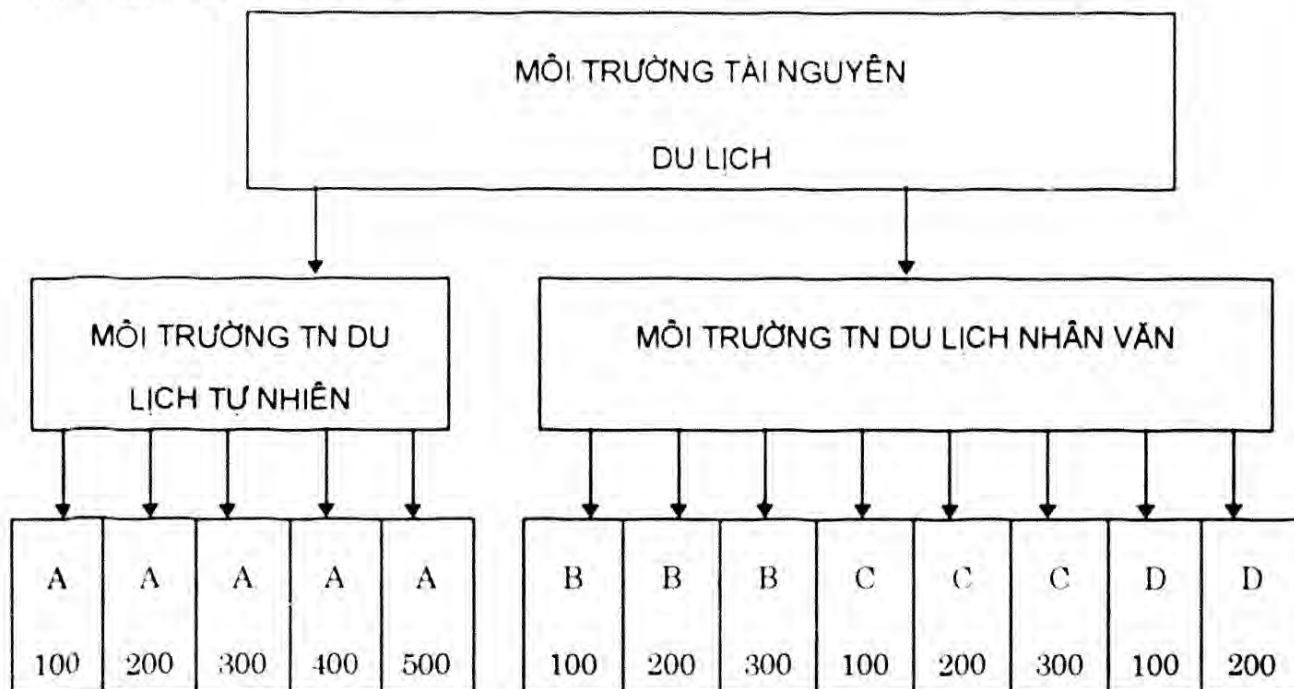 MÔI TRƯỜNG TÀI NGUYÊN
DU LỊCH
MÔI TRƯỜNG TN DU
LỊCH TỰ NHIÊN
MÔI TRƯỜNG TN DU LỊCH NHÂN VĂN
A A A A A B B B C C C D D
100 200 300 400 500 100 200 300 100 200 300 100 200